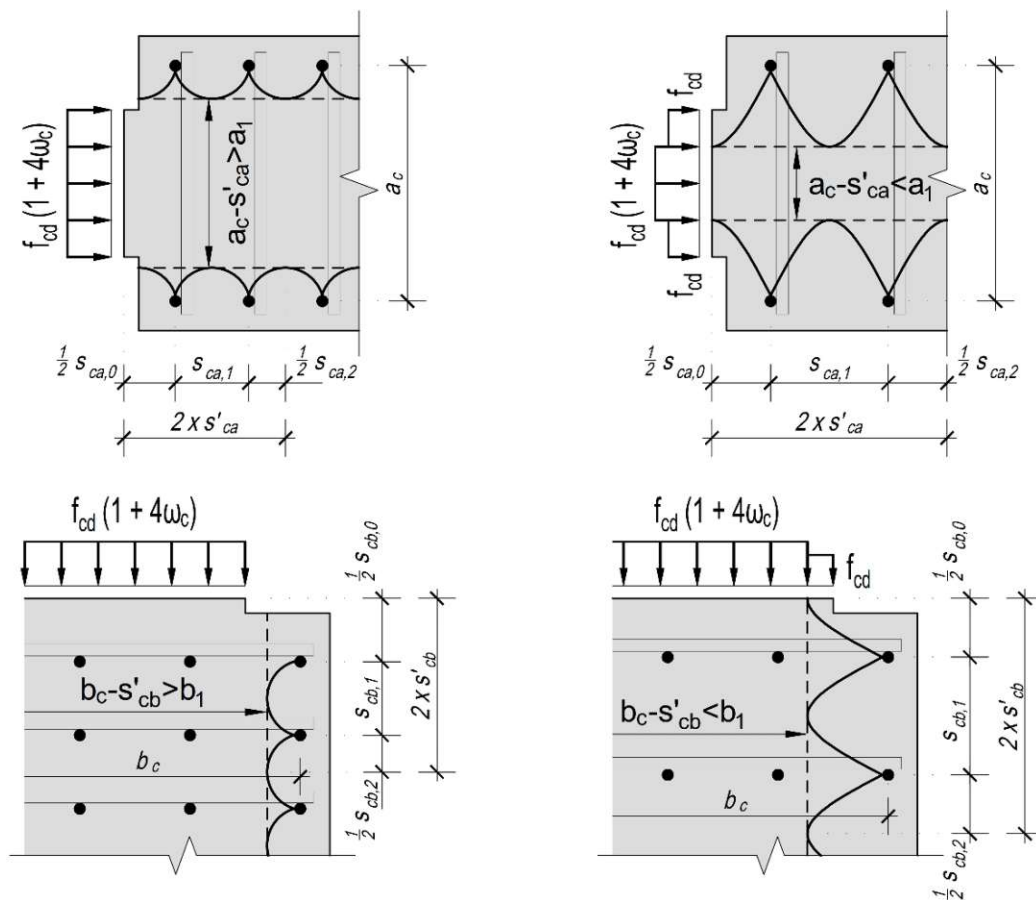 f_cd (1 + 4ω_c)
a_c-s'_ca>a_1
a_c
½ s_ca,0
s_ca,1
½ s_ca,2
2 x s'_ca
f_cd
f_cd (1 + 4ω_c)
f_cd
a_c-s'_ca<a_1
a_c
½ s_ca,0
s_ca,1
½ s_ca,2
2 x s'_ca
f_cd (1 + 4ω_c)
½ s_cb,0
b_c-s'_cb>b_1
s_cb,1
2 x s'_cb
b_c
½ s_cb,2
f_cd (1 + 4ω_c)
f_cd
½ s_cb,0
b_c-s'_cb<b_1
s_cb,1
2 x s'_cb
b_c
½ s_cb,2